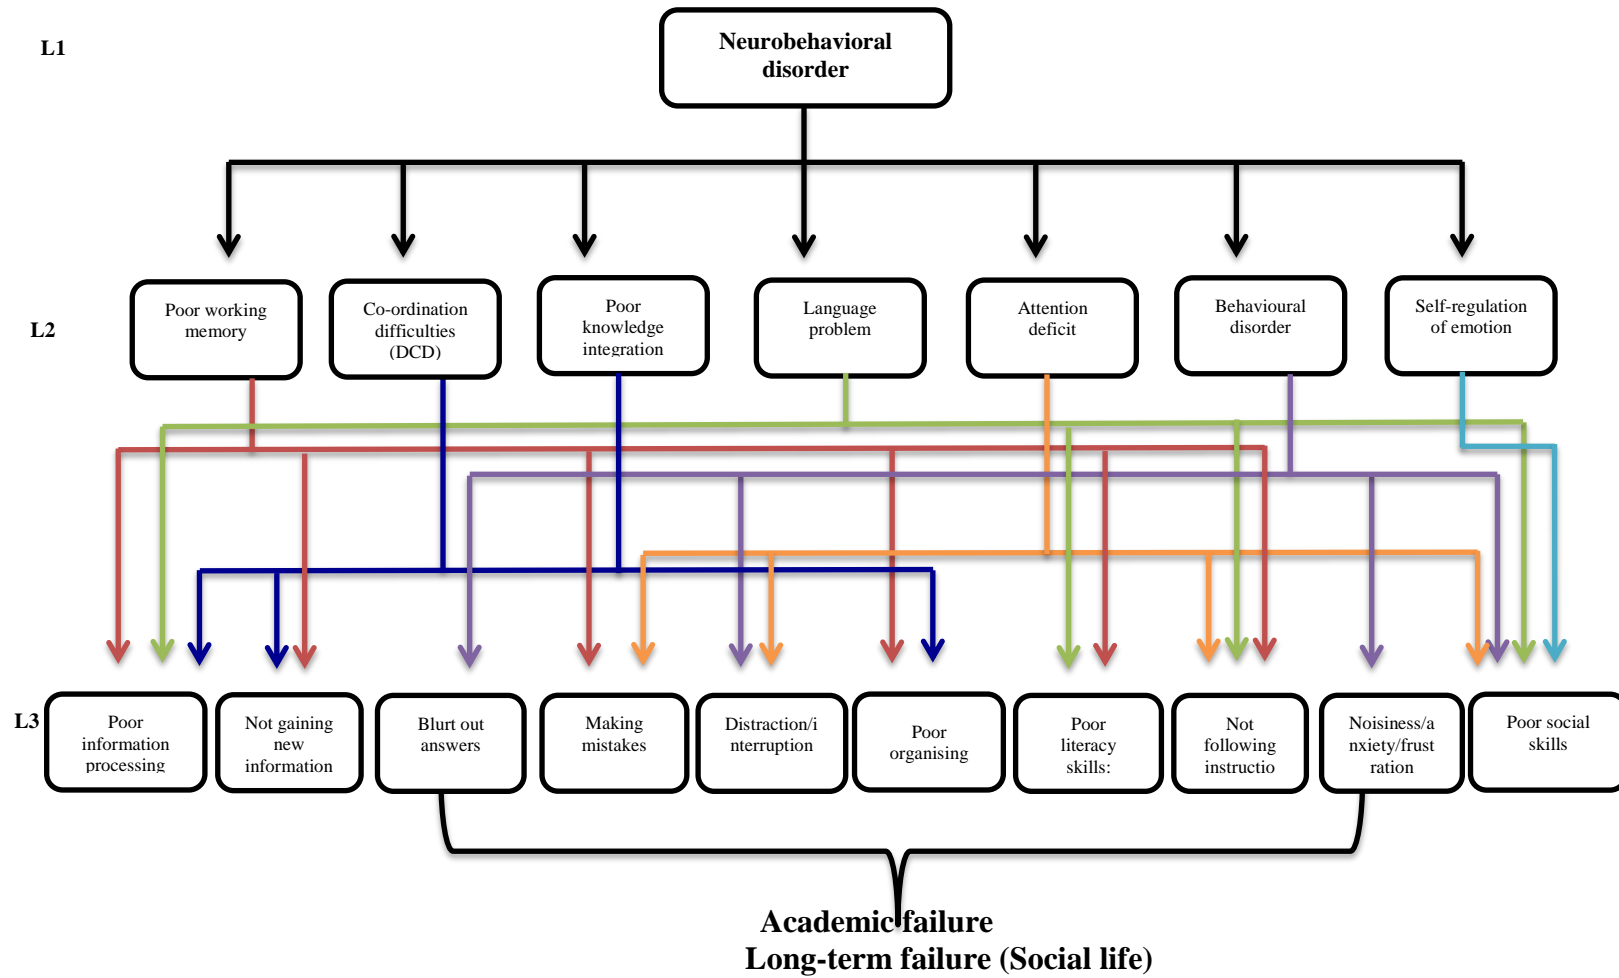 L1
Neurobehavioral
disorder
L2
Poor working
memory
Co-ordination
difficulties
(DCD)
Poor
knowledge
integration
Language
problem
Attention
deficit
Behavioural
disorder
Self-regulation
of emotion
L3
Poor
information
processing
Not gaining
new
information
Blurt out
answers
Making
mistakes
Distraction/i
nterruption
Poor
organising
Poor
literacy
skills:
Not
following
instructio
Noisiness/a
nxiety/frust
ration
Poor social
skills
Academic failure
Long-term failure (Social life)